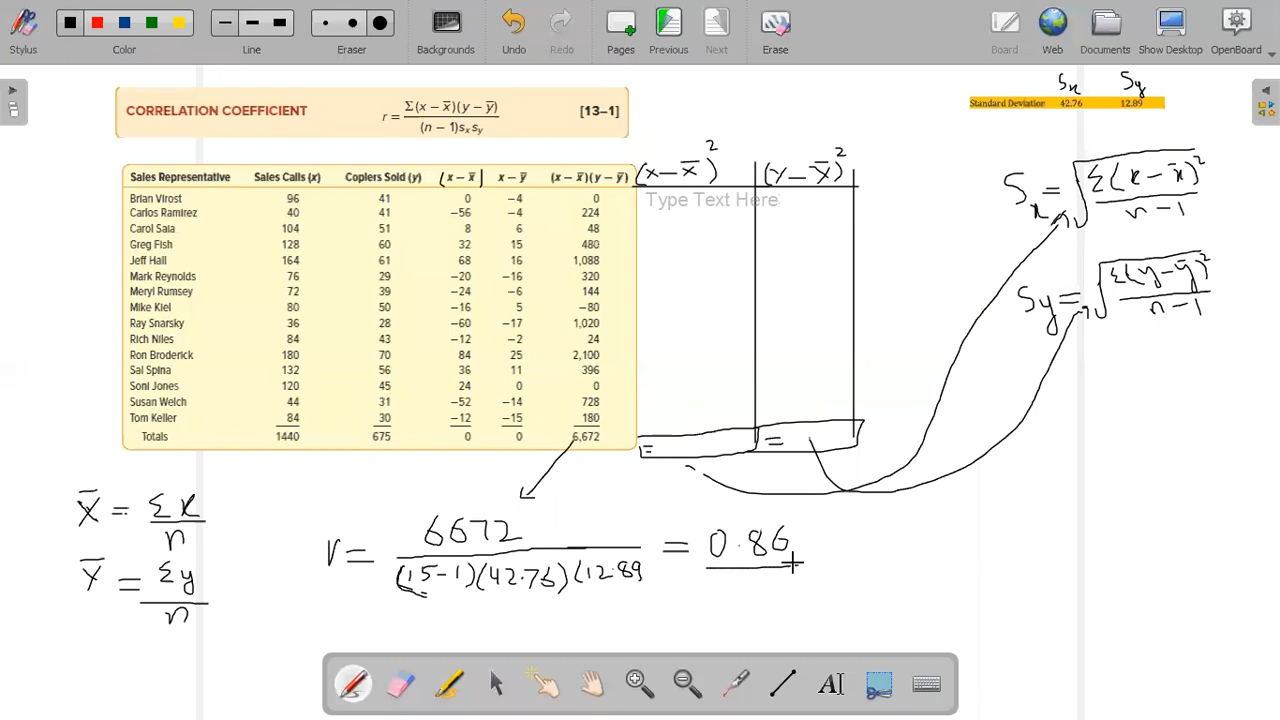 Stylus Color Line Eraser Backgrounds Undo Redo Pages Previous Next Erase Board Web Documents Show Desktop OpenBoard
Sx Sy
Standard Deviation 42.76 12.89
CORRELATION COEFFICIENT r = Σ(x − x̅)(y − y̅) / (n − 1) sx sy [13–1]
Sales Representative Sales Calls (x) Copiers Sold (y) (x − x̅) x − y̅ (x − x̅)(y − y̅) (x − x̅)² (y − y̅)²
Type Text Here
Brian Virost 96 41 0 −4 0
Carlos Ramirez 40 41 −56 −4 224
Carol Saia 104 51 8 6 48
Greg Fish 128 60 32 15 480
Jeff Hall 164 61 68 16 1,088
Mark Reynolds 76 29 −20 −16 320
Meryl Rumsey 72 39 −24 −6 144
Mike Kiel 80 50 −16 5 −80
Ray Snarsky 36 28 −60 −17 1,020
Rich Niles 84 43 −12 −2 24
Ron Broderick 180 70 84 25 2,100
Sal Spina 132 56 36 11 396
Soni Jones 120 45 24 0 0
Susan Welch 44 31 −52 −14 728
Tom Keller 84 30 −12 −15 180
Totals 1440 675 0 0 6,672 = =
Sx = √(Σ(x − x̅)² / n − 1)
Sy = √(Σ(y − y̅)² / n − 1)
X̅ = Σx / n
Y̅ = Σy / n
r = 6672 / (15 − 1)(42.76)(12.89 = 0.86